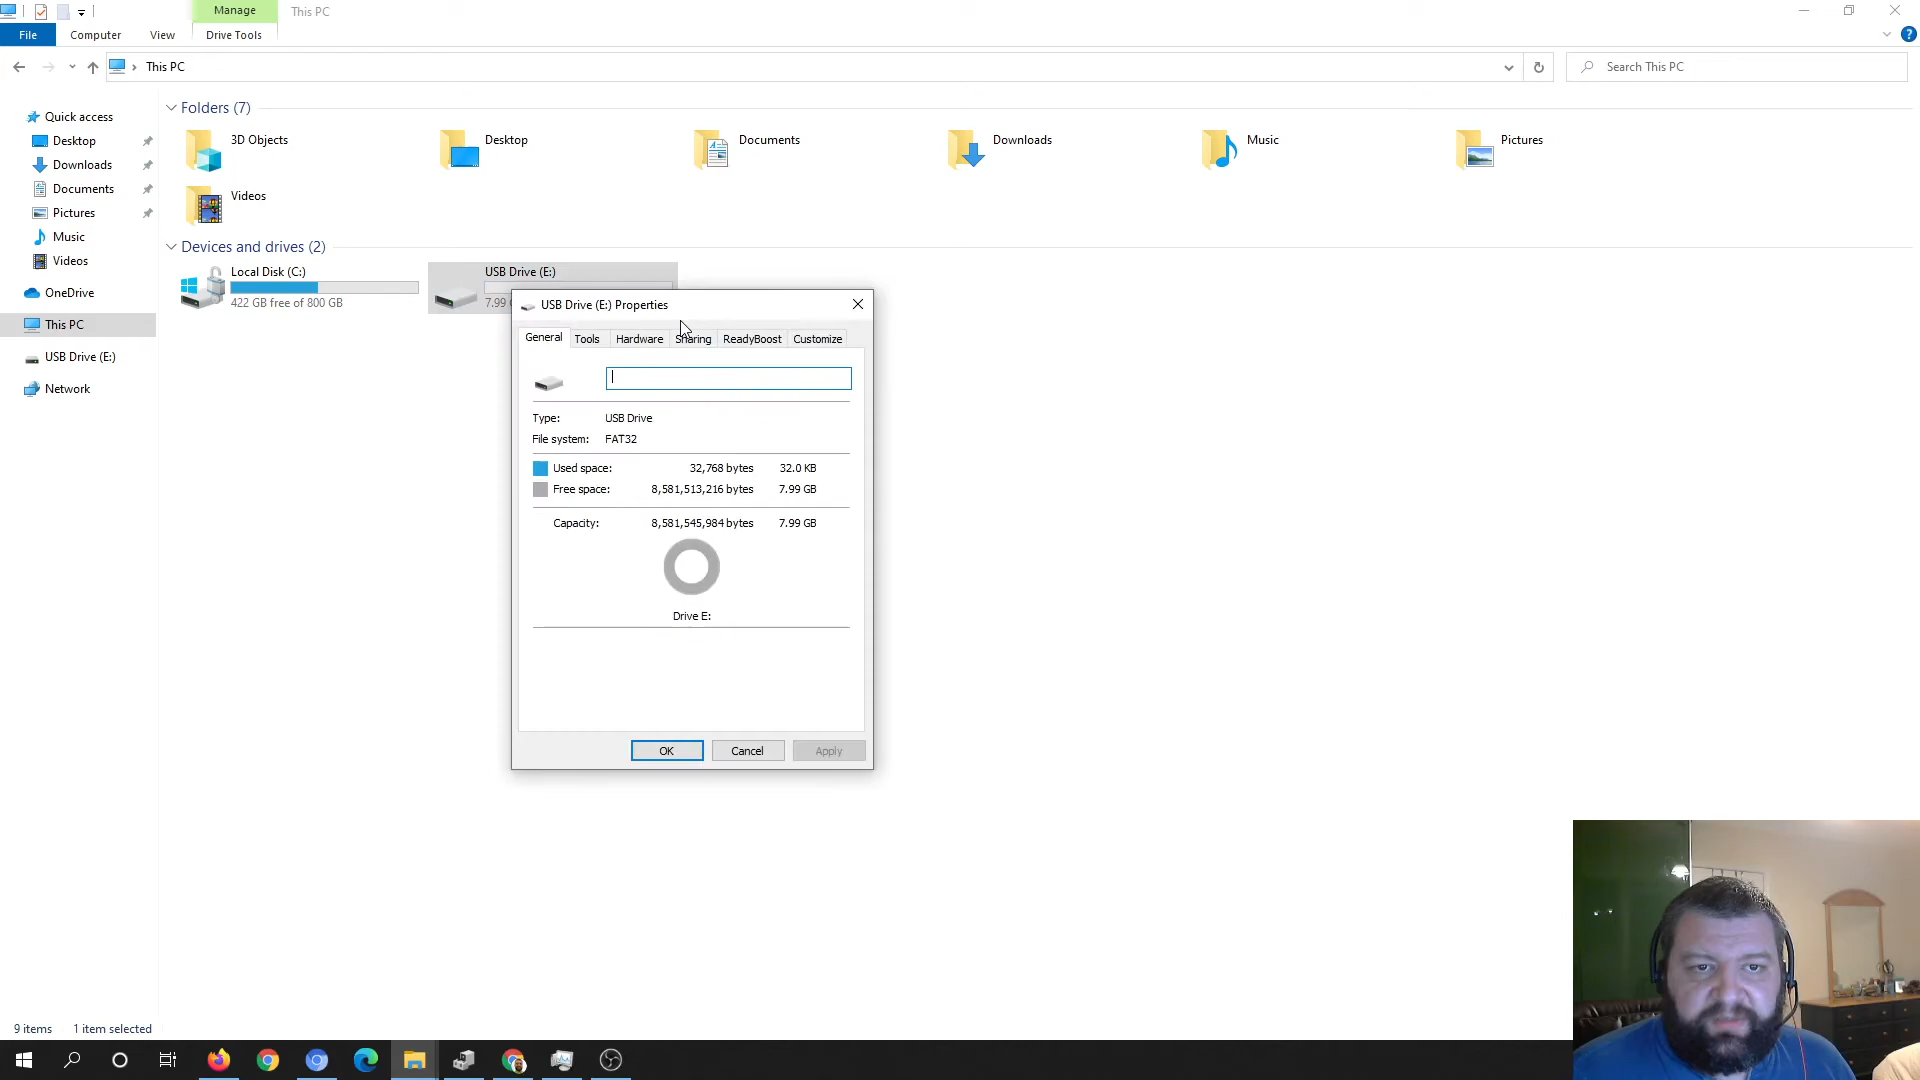 Manage
This PC
File
Computer
View
Drive Tools
This PC
Search This PC
Quick access
Desktop
Downloads
Documents
Pictures
Music
Videos
OneDrive
This PC
USB Drive (E:)
Network
Folders (7)
3D Objects
Desktop
Documents
Downloads
Music
Pictures
Videos
Devices and drives (2)
Local Disk (C:)
422 GB free of 800 GB
USB Drive (E:)
7.99
USB Drive (E:) Properties
General
Tools
Hardware
Sharing
ReadyBoost
Customize
Type: USB Drive
File system: FAT32
Used space: 32,768 bytes 32.0 KB
Free space: 8,581,513,216 bytes 7.99 GB
Capacity: 8,581,545,984 bytes 7.99 GB
Drive E:
OK
Cancel
Apply
9 items
1 item selected